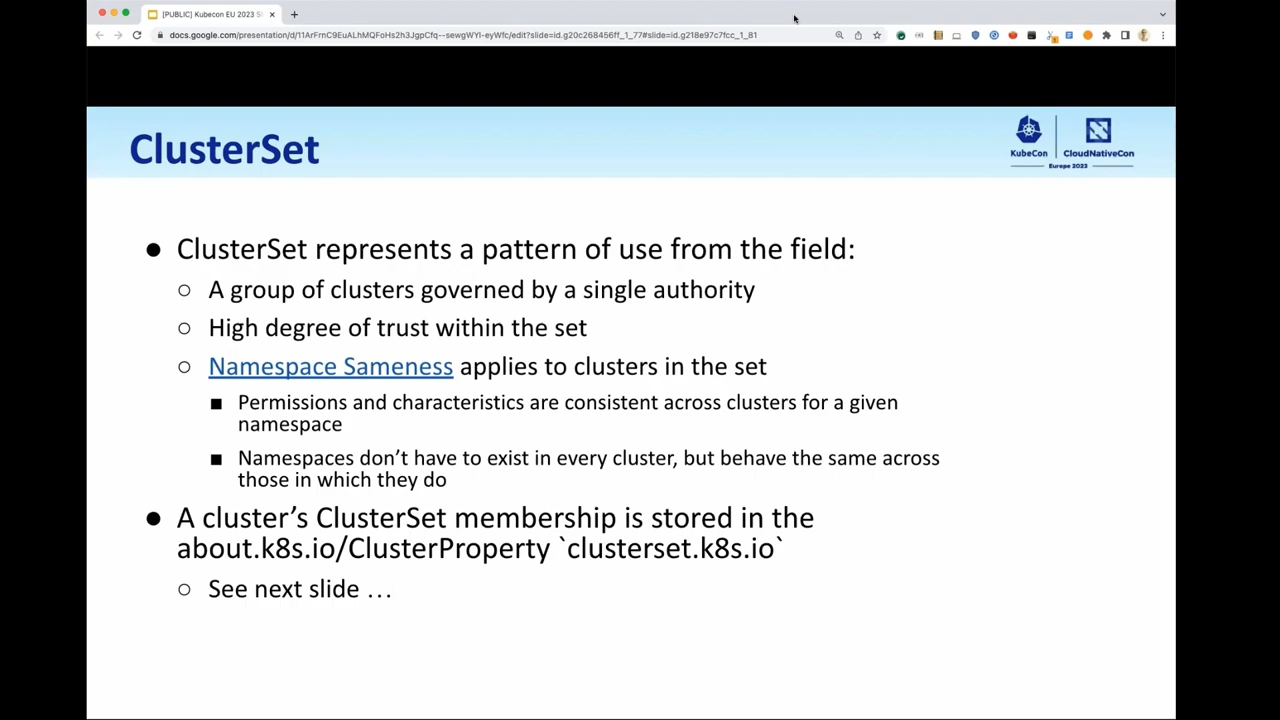 [PUBLIC] Kubecon EU 2023 S
docs.google.com/presentation/d/11ArFrnC9EuALhMQFoHs2h3JgpCfq--sewgWYI-eyWfc/edit?slide=id.g20c268456ff_1_77#slide=id.g218e97c7fcc_1_81
ClusterSet
KubeCon
CloudNativeCon
Europe 2023
● ClusterSet represents a pattern of use from the field:
○ A group of clusters governed by a single authority
○ High degree of trust within the set
○ Namespace Sameness applies to clusters in the set
■ Permissions and characteristics are consistent across clusters for a given
namespace
■ Namespaces don’t have to exist in every cluster, but behave the same across
those in which they do
● A cluster’s ClusterSet membership is stored in the
about.k8s.io/ClusterProperty `clusterset.k8s.io`
○ See next slide …